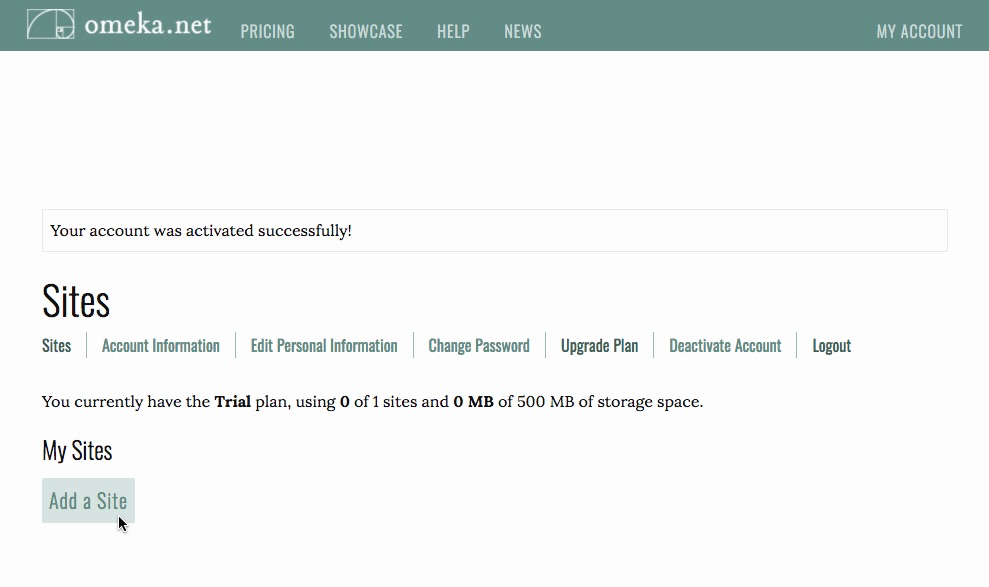 omeka.net PRICING SHOWCASE HELP NEWS MY ACCOUNT
Your account was activated successfully!
Sites
Sites Account Information Edit Personal Information Change Password Upgrade Plan Deactivate Account Logout
You currently have the Trial plan, using 0 of 1 sites and 0 MB of 500 MB of storage space.
My Sites
Add a Site